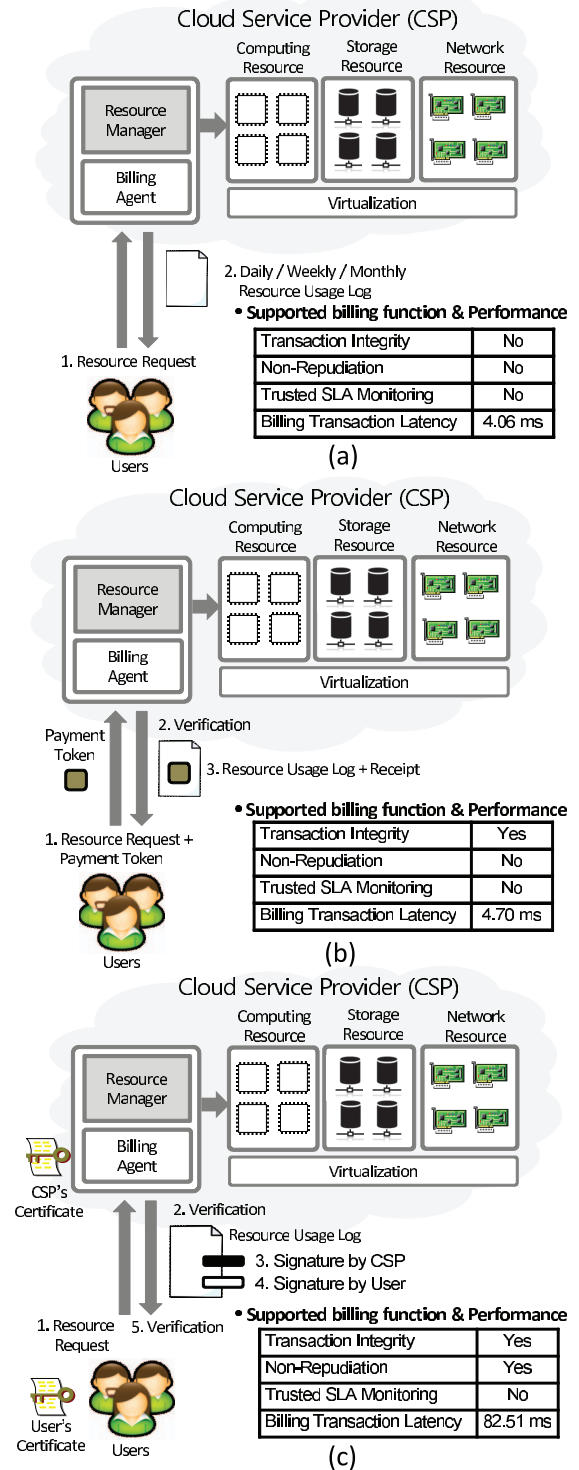 Cloud Service Provider (CSP)
Computing
Resource
Storage
Resource
Network
Resource
Resource
Manager
Billing
Agent
Virtualization
2. Daily / Weekly / Monthly
Resource Usage Log
• Supported billing function & Performance
1. Resource Request
Users
Transaction Integrity No
Non-Repudiation No
Trusted SLA Monitoring No
Billing Transaction Latency 4.06 ms
(a)
Cloud Service Provider (CSP)
Computing
Resource
Storage
Resource
Network
Resource
Resource
Manager
Billing
Agent
Virtualization
Payment
Token
2. Verification
3. Resource Usage Log + Receipt
1. Resource Request +
Payment Token
Users
• Supported billing function & Performance
Transaction Integrity Yes
Non-Repudiation No
Trusted SLA Monitoring No
Billing Transaction Latency 4.70 ms
(b)
Cloud Service Provider (CSP)
Computing
Resource
Storage
Resource
Network
Resource
Resource
Manager
Billing
Agent
Virtualization
CSP's
Certificate
2. Verification
Resource Usage Log
3. Signature by CSP
4. Signature by User
1. Resource
Request
5. Verification
User's
Certificate
Users
• Supported billing function & Performance
Transaction Integrity Yes
Non-Repudiation Yes
Trusted SLA Monitoring No
Billing Transaction Latency 82.51 ms
(c)